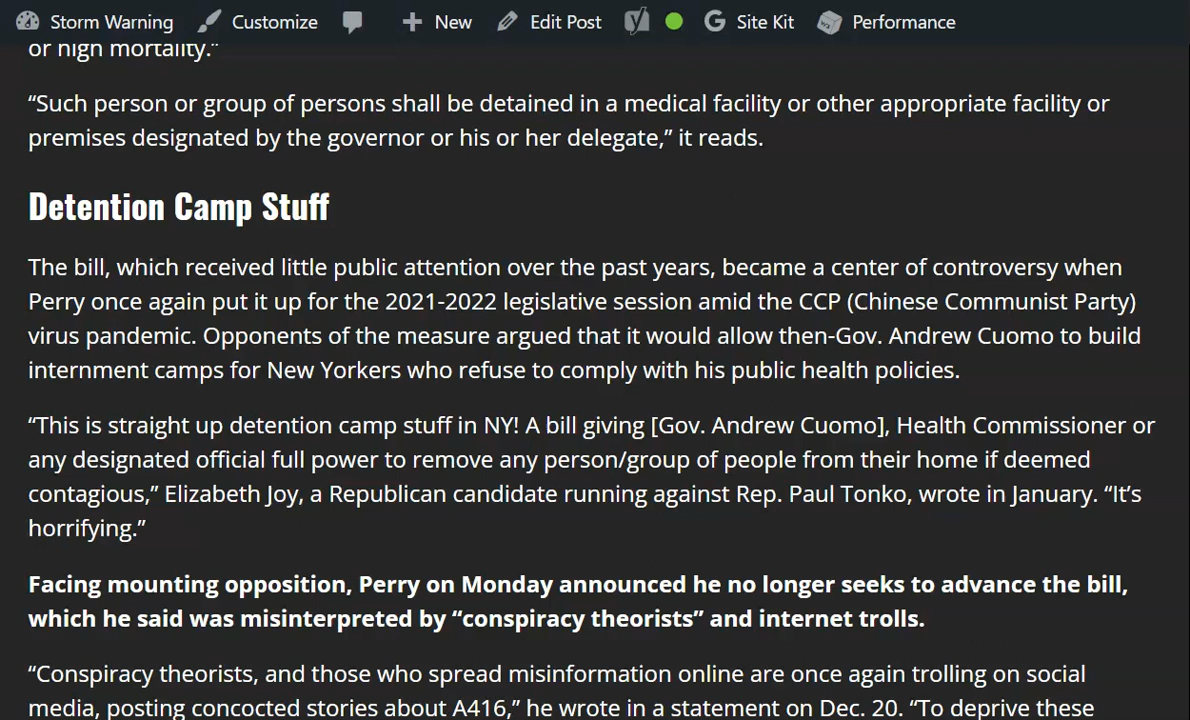 Storm Warning Customize New Edit Post Site Kit Performance
or high mortality.”
“Such person or group of persons shall be detained in a medical facility or other appropriate facility or
premises designated by the governor or his or her delegate,” it reads.
Detention Camp Stuff
The bill, which received little public attention over the past years, became a center of controversy when
Perry once again put it up for the 2021-2022 legislative session amid the CCP (Chinese Communist Party)
virus pandemic. Opponents of the measure argued that it would allow then-Gov. Andrew Cuomo to build
internment camps for New Yorkers who refuse to comply with his public health policies.
“This is straight up detention camp stuff in NY! A bill giving [Gov. Andrew Cuomo], Health Commissioner or
any designated official full power to remove any person/group of people from their home if deemed
contagious,” Elizabeth Joy, a Republican candidate running against Rep. Paul Tonko, wrote in January. “It’s
horrifying.”
Facing mounting opposition, Perry on Monday announced he no longer seeks to advance the bill,
which he said was misinterpreted by “conspiracy theorists” and internet trolls.
“Conspiracy theorists, and those who spread misinformation online are once again trolling on social
media, posting concocted stories about A416,” he wrote in a statement on Dec. 20. “To deprive these